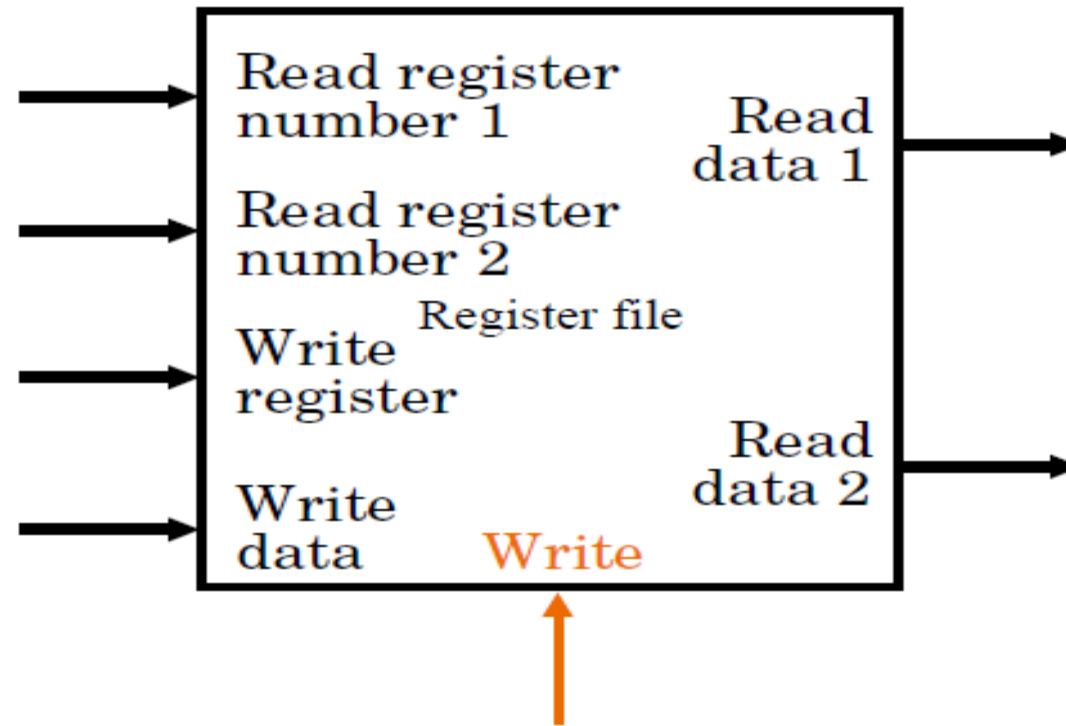 Read register
number 1
Read
data 1
Read register
number 2
Register file
Write
register
Read
data 2
Write
data
Write